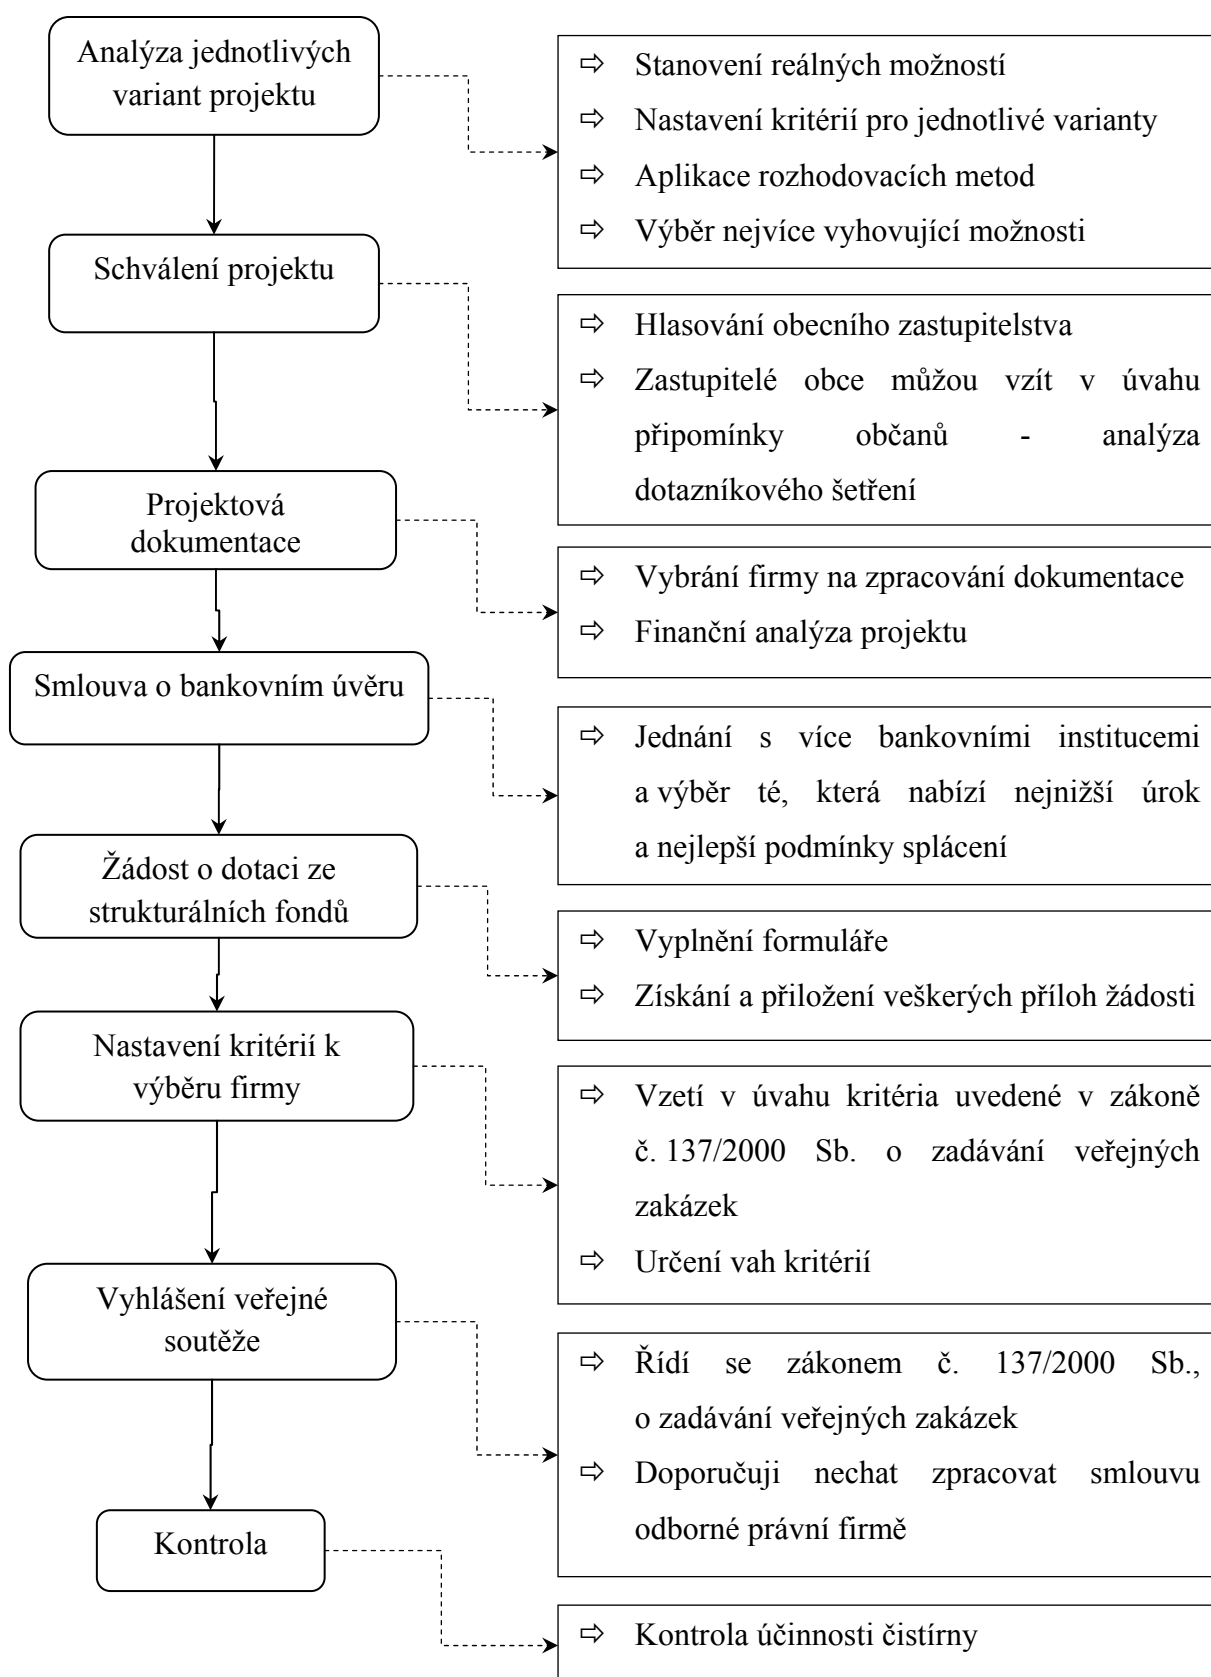 Analýza jednotlivých
variant projektu
⇨ Stanovení reálných možností
⇨ Nastavení kritérií pro jednotlivé varianty
⇨ Aplikace rozhodovacích metod
⇨ Výběr nejvíce vyhovující možnosti
Schválení projektu
⇨ Hlasování obecního zastupitelstva
⇨ Zastupitelé obce můžou vzít v úvahu
připomínky občanů - analýza
dotazníkového šetření
Projektová
dokumentace
⇨ Vybrání firmy na zpracování dokumentace
⇨ Finanční analýza projektu
Smlouva o bankovním úvěru
⇨ Jednání s více bankovními institucemi
a výběr té, která nabízí nejnižší úrok
a nejlepší podmínky splácení
Žádost o dotaci ze
strukturálních fondů
⇨ Vyplnění formuláře
⇨ Získání a přiložení veškerých příloh žádosti
Nastavení kritérií k
výběru firmy
⇨ Vzetí v úvahu kritéria uvedené v zákoně
č. 137/2000 Sb. o zadávání veřejných
zakázek
⇨ Určení vah kritérií
Vyhlášení veřejné
soutěže
⇨ Řídí se zákonem č. 137/2000 Sb.,
o zadávání veřejných zakázek
⇨ Doporučuji nechat zpracovat smlouvu
odborné právní firmě
Kontrola
⇨ Kontrola účinnosti čistírny